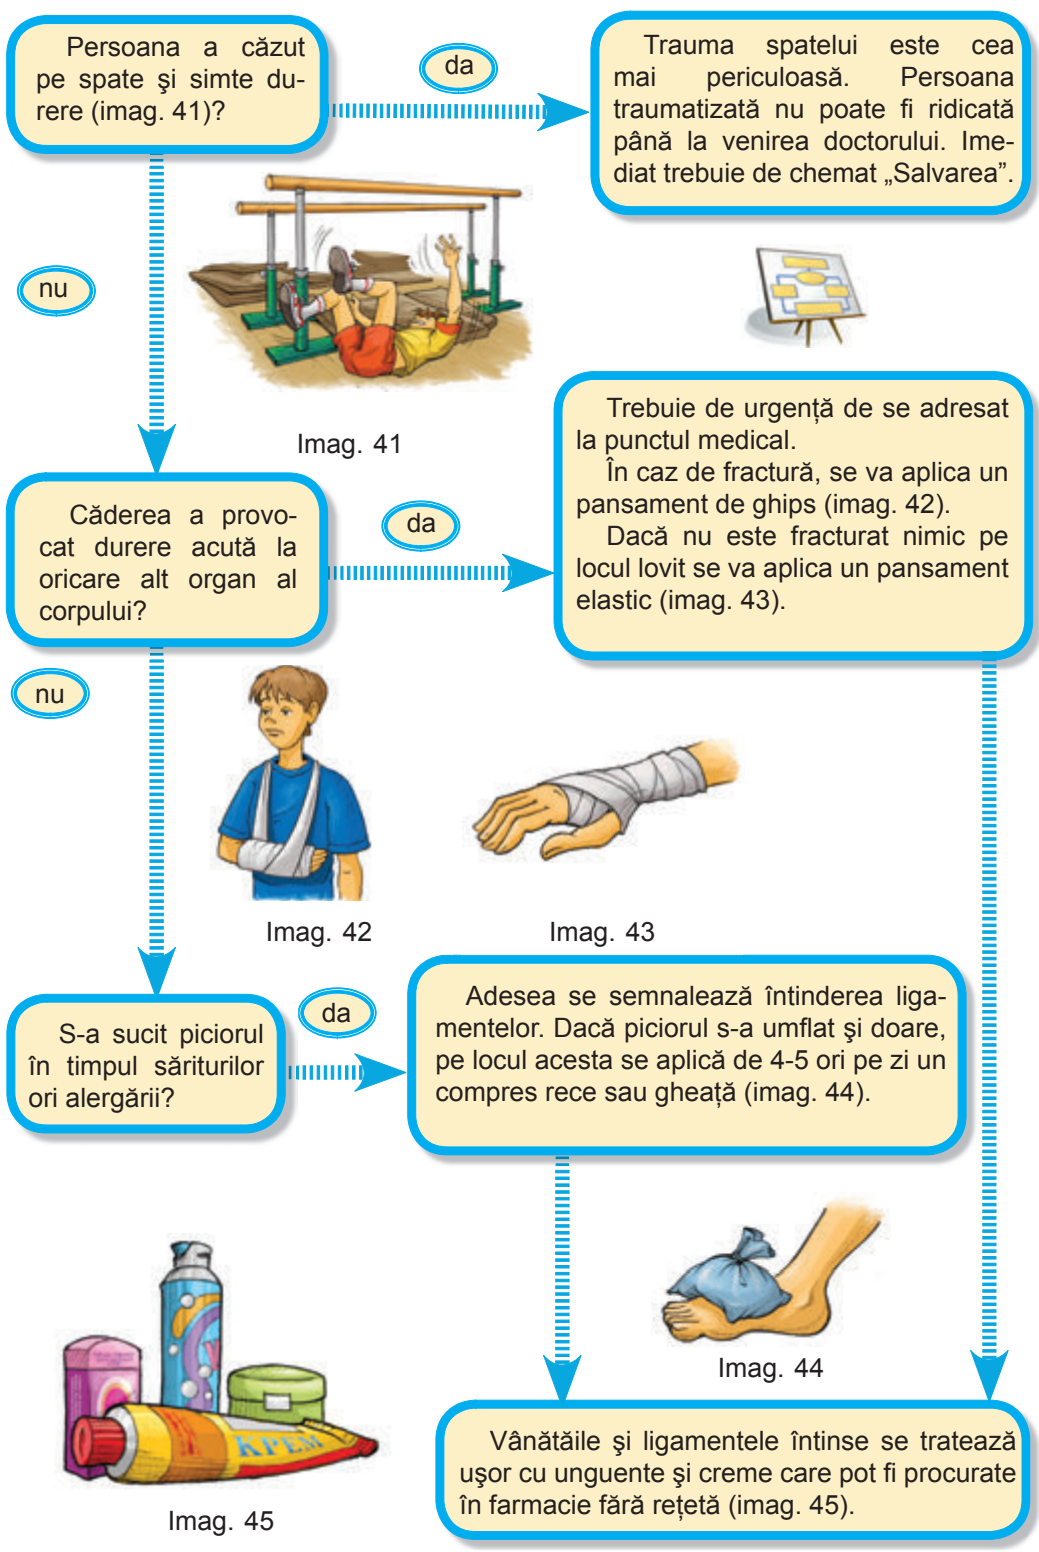 Persoana a căzut
pe spate şi simte du-
rere (imag. 41)?
da
Trauma spatelui este cea
mai periculoasă. Persoana
traumatizată nu poate fi ridicată
până la venirea doctorului. Ime-
diat trebuie de chemat „Salvarea”.
nu
Imag. 41
Căderea a provo-
cat durere acută la
oricare alt organ al
corpului?
da
Trebuie de urgenţă de se adresat
la punctul medical.
În caz de fractură, se va aplica un
pansament de ghips (imag. 42).
Dacă nu este fracturat nimic pe
locul lovit se va aplica un pansament
elastic (imag. 43).
nu
Imag. 42
Imag. 43
S-a sucit piciorul
în timpul săriturilor
ori alergării?
da
Adesea se semnalează întinderea liga-
mentelor. Dacă piciorul s-a umflat şi doare,
pe locul acesta se aplică de 4-5 ori pe zi un
compres rece sau gheaţă (imag. 44).
Imag. 44
КРЕМ
Imag. 45
Vânătăile şi ligamentele întinse se tratează
uşor cu unguente şi creme care pot fi procurate
în farmacie fără reţetă (imag. 45).